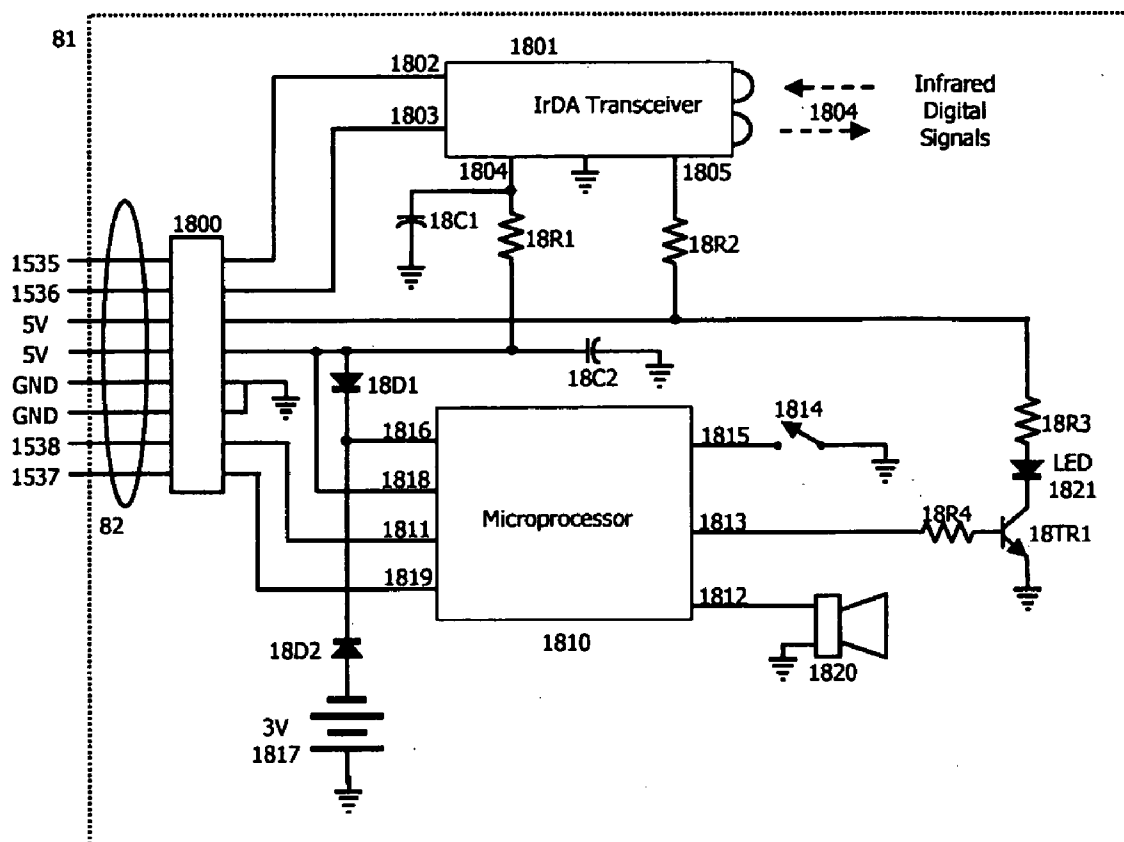 81
1801
1802
IrDA Transceiver
1803
1804
Infrared
Digital
Signals
1804
1805
1800
18C1
18R1
18R2
1535
1536
5V
5V
GND
GND
1538
1537
82
18C2
18D1
1816
1818
1811
1819
Microprocessor
1810
1815
1814
1813
1812
18R3
LED
1821
18R4
18TR1
1820
18D2
3V
1817